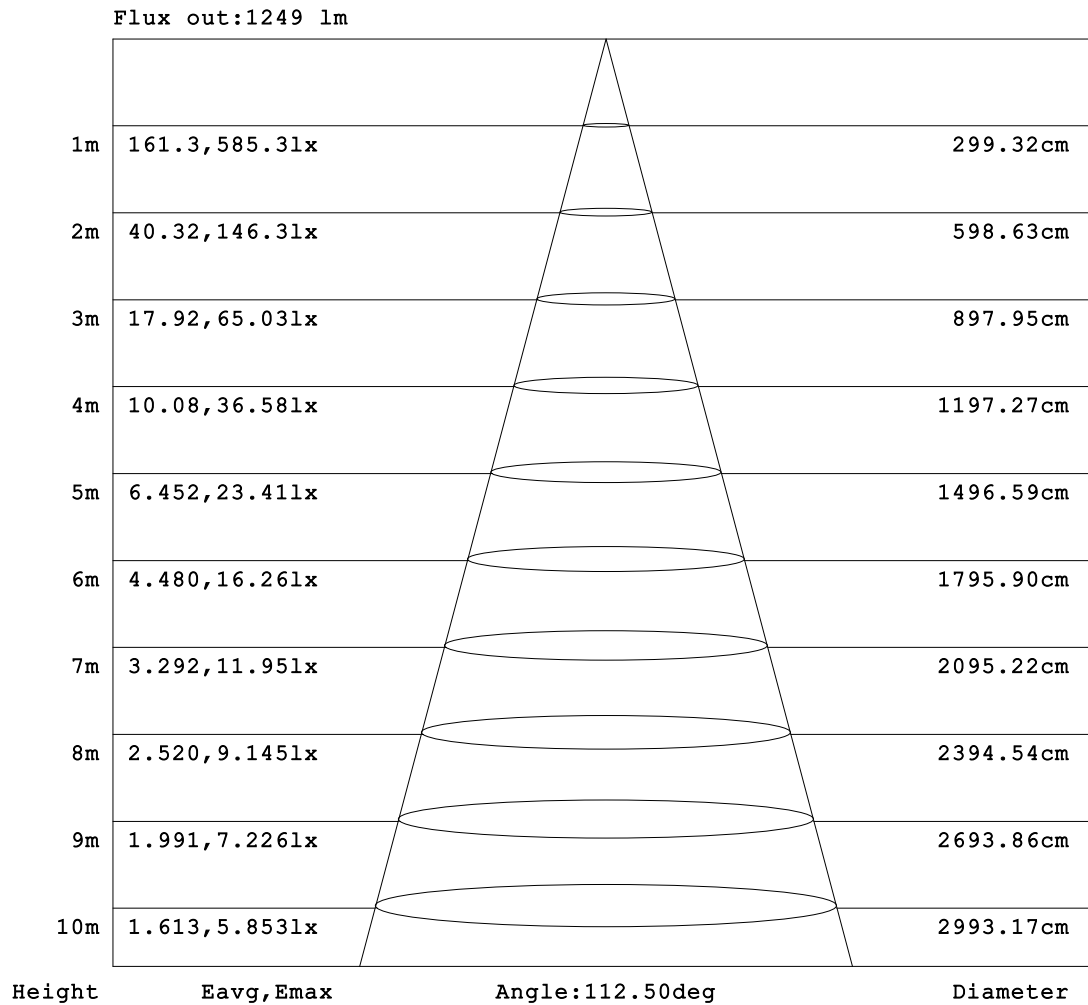 Flux out:1249 lm
1m 161.3,585.3lx 299.32cm
2m 40.32,146.3lx 598.63cm
3m 17.92,65.03lx 897.95cm
4m 10.08,36.58lx 1197.27cm
5m 6.452,23.41lx 1496.59cm
6m 4.480,16.26lx 1795.90cm
7m 3.292,11.95lx 2095.22cm
8m 2.520,9.145lx 2394.54cm
9m 1.991,7.226lx 2693.86cm
10m 1.613,5.853lx 2993.17cm
Height Eavg,Emax Angle:112.50deg Diameter